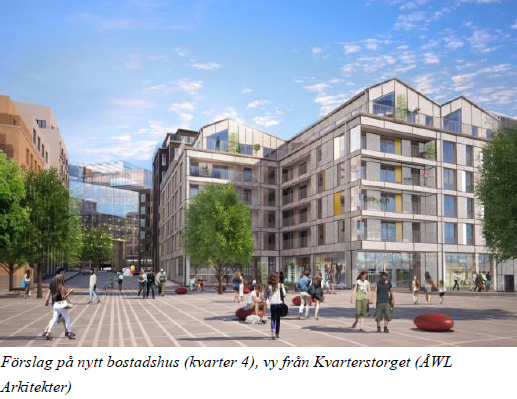 Förslag på nytt bostadshus (kvarter 4), vy från Kvarterstorget (ÅWL
Arkitekter)